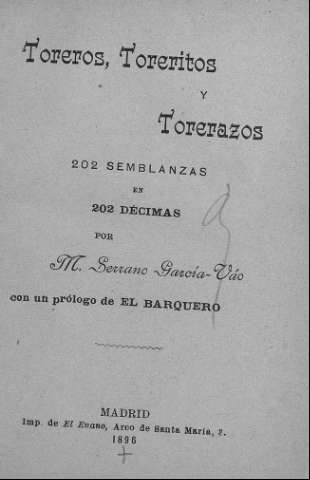 Toreros, Toreritos
Y
Torerazos
202 SEMBLANZAS
EN
202 DÉCIMAS
POR
M. Serrano García-Váo
con un prólogo de EL BARQUERO
MADRID
Imp. de El Enano, Arco de Santa María, 2.
1896